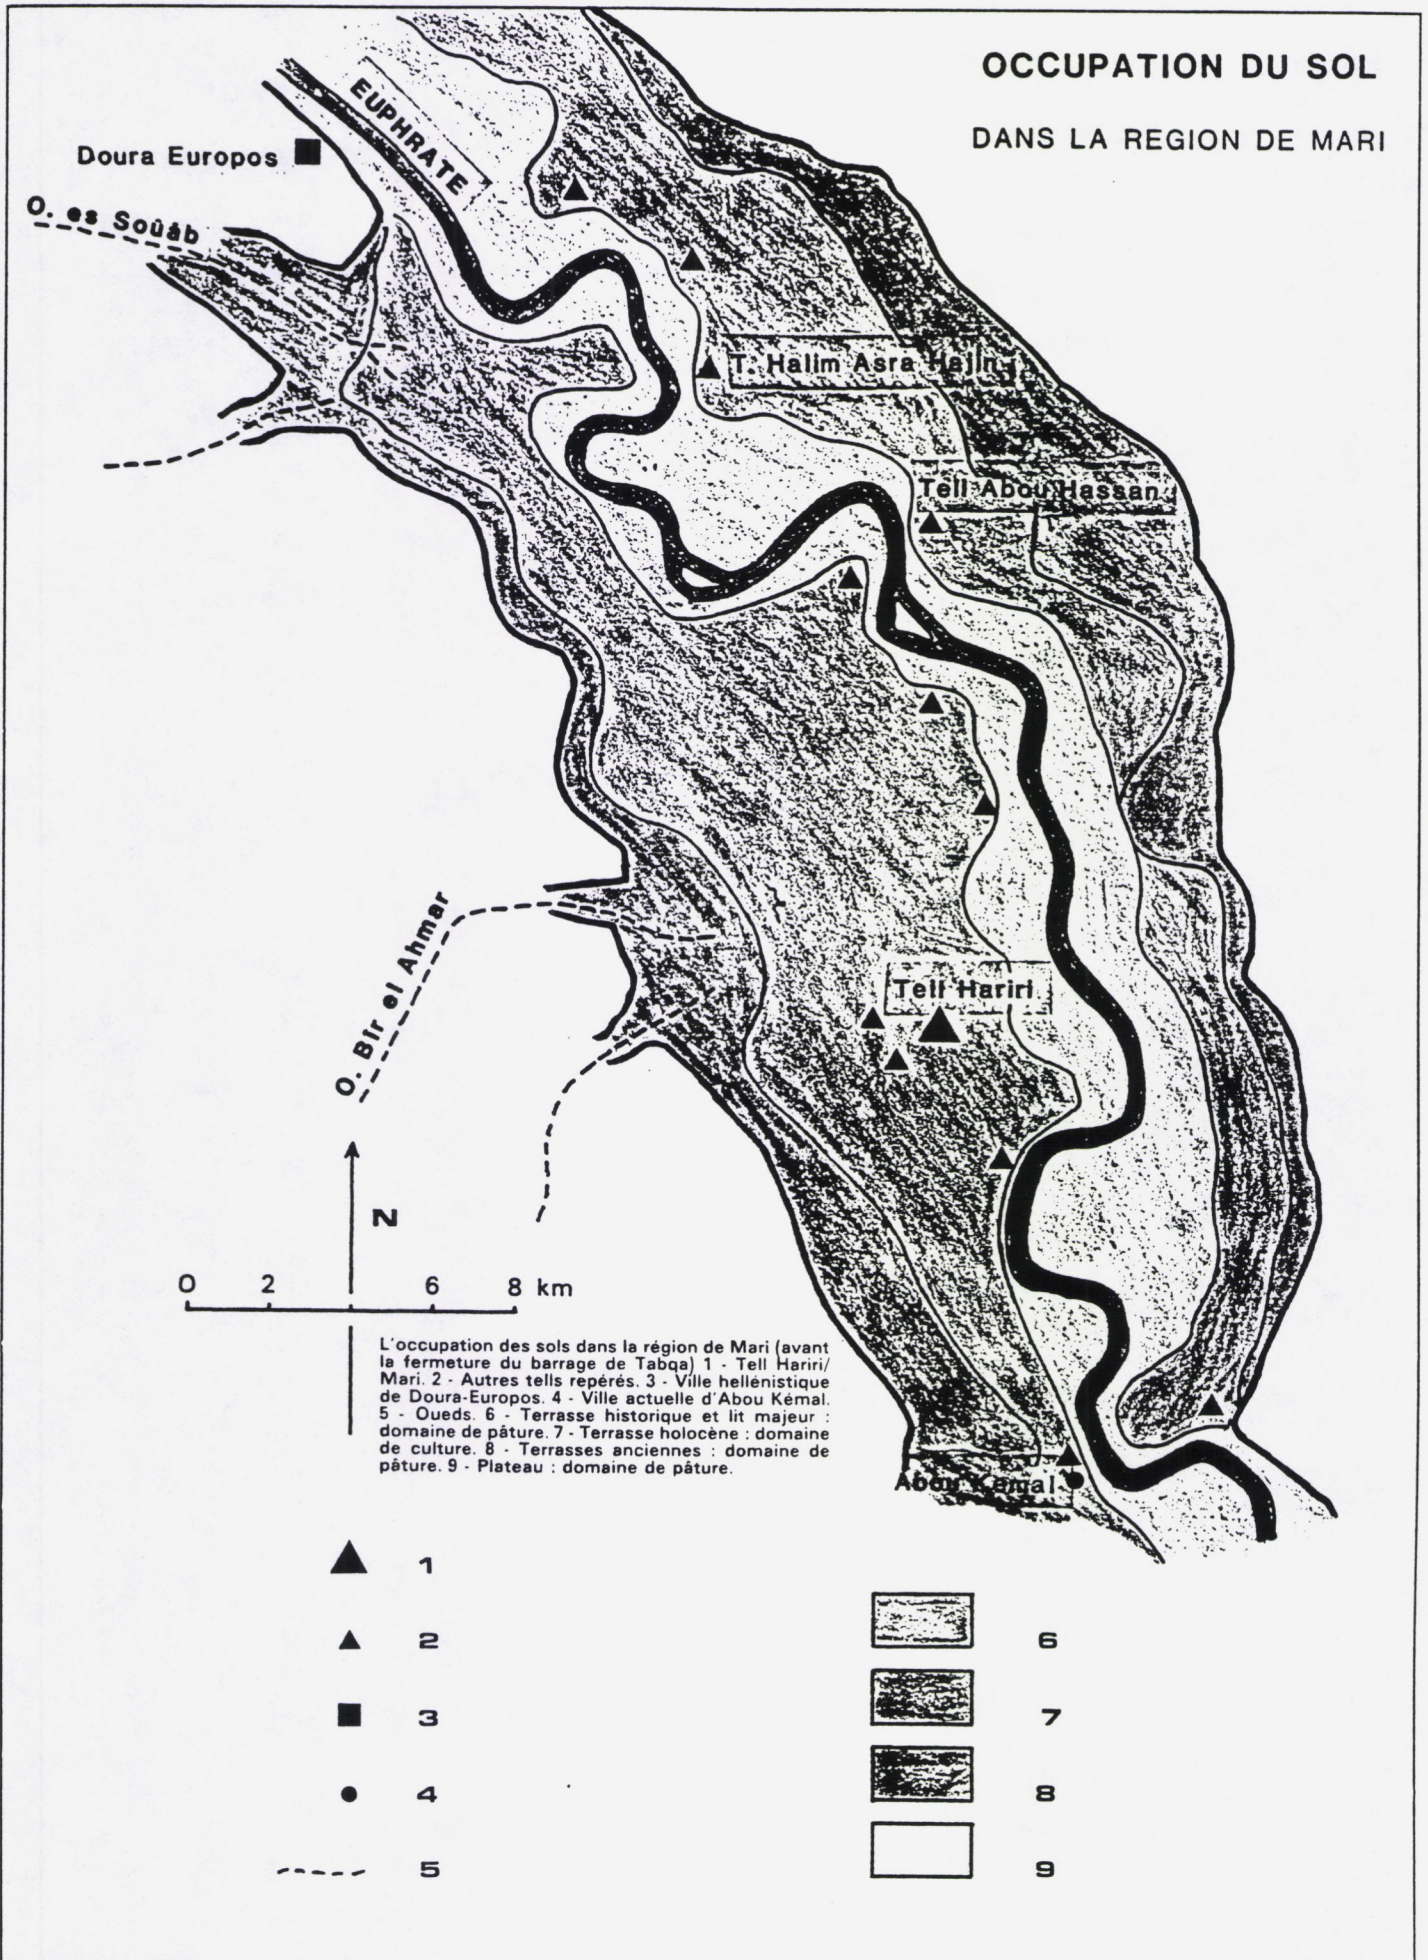 OCCUPATION DU SOL
DANS LA REGION DE MARI
EUPHRATE
Doura Europos
O. es Soûâb
T. Halim Asra Hajin
Tell Abou Hassan
Tell Hariri
O. Bir el Ahmar
N
0 2 6 8 km
L'occupation des sols dans la région de Mari (avant
la fermeture du barrage de Tabqa) 1 - Tell Hariri/
Mari. 2 - Autres tells repérés. 3 - Ville hellénistique
de Doura-Europos. 4 - Ville actuelle d'Abou Kémal.
5 - Oueds. 6 - Terrasse historique et lit majeur :
domaine de pâture. 7 - Terrasse holocène : domaine
de culture. 8 - Terrasses anciennes : domaine de
pâture. 9 - Plateau : domaine de pâture.
Abou Kemal
1
2
3
4
5
6
7
8
9